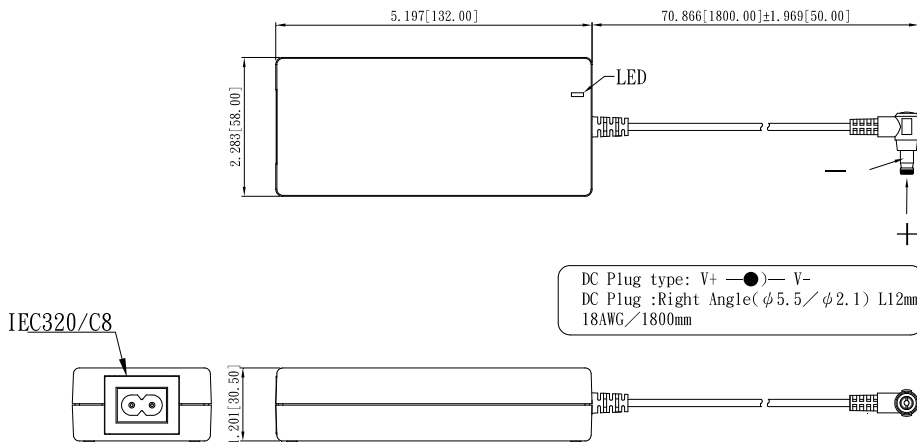 5.197[132.00]
70.866[1800.00]±1.969[50.00]
LED
2.283[58.00]
—
+
DC Plug type: V+ —●)— V-
DC Plug :Right Angle(φ5.5／φ2.1) L12mm
18AWG／1800mm
IEC320/C8
1.201[30.50]